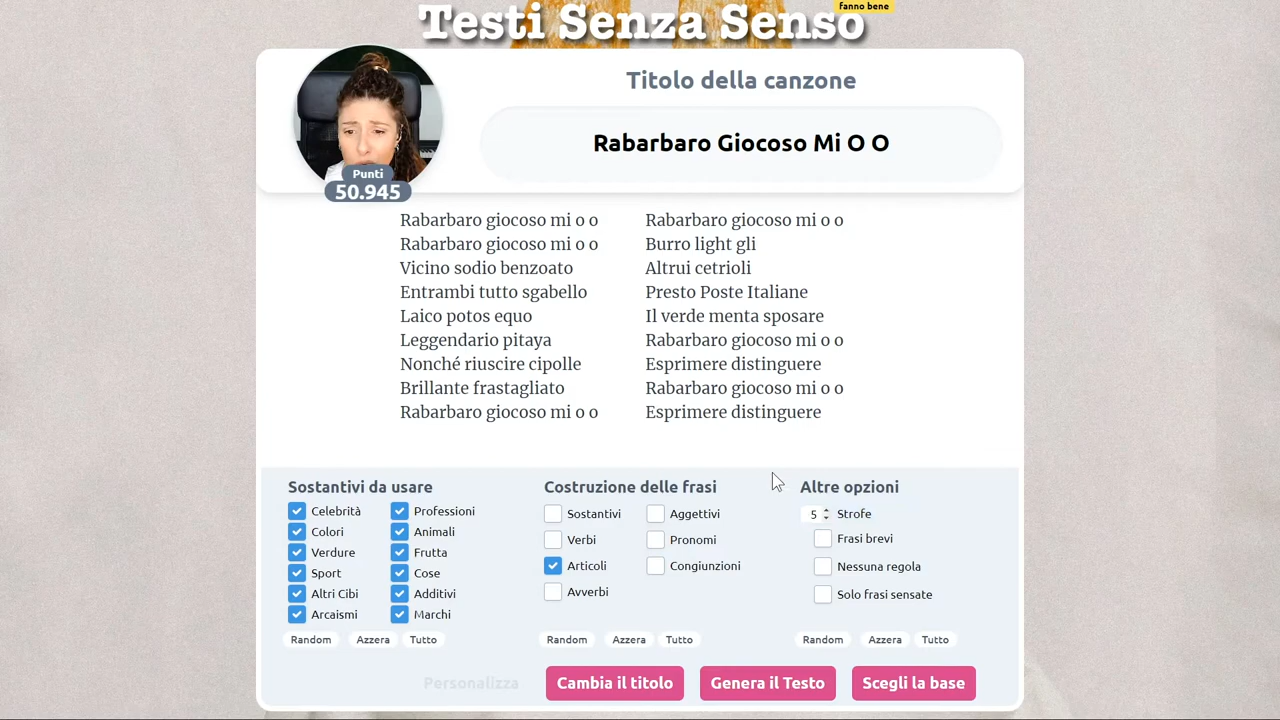 fanno bene
Testi Senza Senso
Titolo della canzone
Rabarbaro Giocoso Mi O O
Punti
50.945
Rabarbaro giocoso mi o o
Rabarbaro giocoso mi o o
Vicino sodio benzoato
Entrambi tutto sgabello
Laico potos equo
Leggendario pitaya
Nonché riuscire cipolle
Brillante frastagliato
Rabarbaro giocoso mi o o
Rabarbaro giocoso mi o o
Burro light gli
Altrui cetrioli
Presto Poste Italiane
Il verde menta sposare
Rabarbaro giocoso mi o o
Esprimere distinguere
Rabarbaro giocoso mi o o
Esprimere distinguere
Sostantivi da usare
Celebrità
Professioni
Colori
Animali
Verdure
Frutta
Sport
Cose
Altri Cibi
Additivi
Arcaismi
Marchi
Random
Azzera
Tutto
Costruzione delle frasi
Sostantivi
Aggettivi
Verbi
Pronomi
Articoli
Congiunzioni
Avverbi
Random
Azzera
Tutto
Altre opzioni
5 Strofe
Frasi brevi
Nessuna regola
Solo frasi sensate
Random
Azzera
Tutto
Personalizza
Cambia il titolo
Genera il Testo
Scegli la base